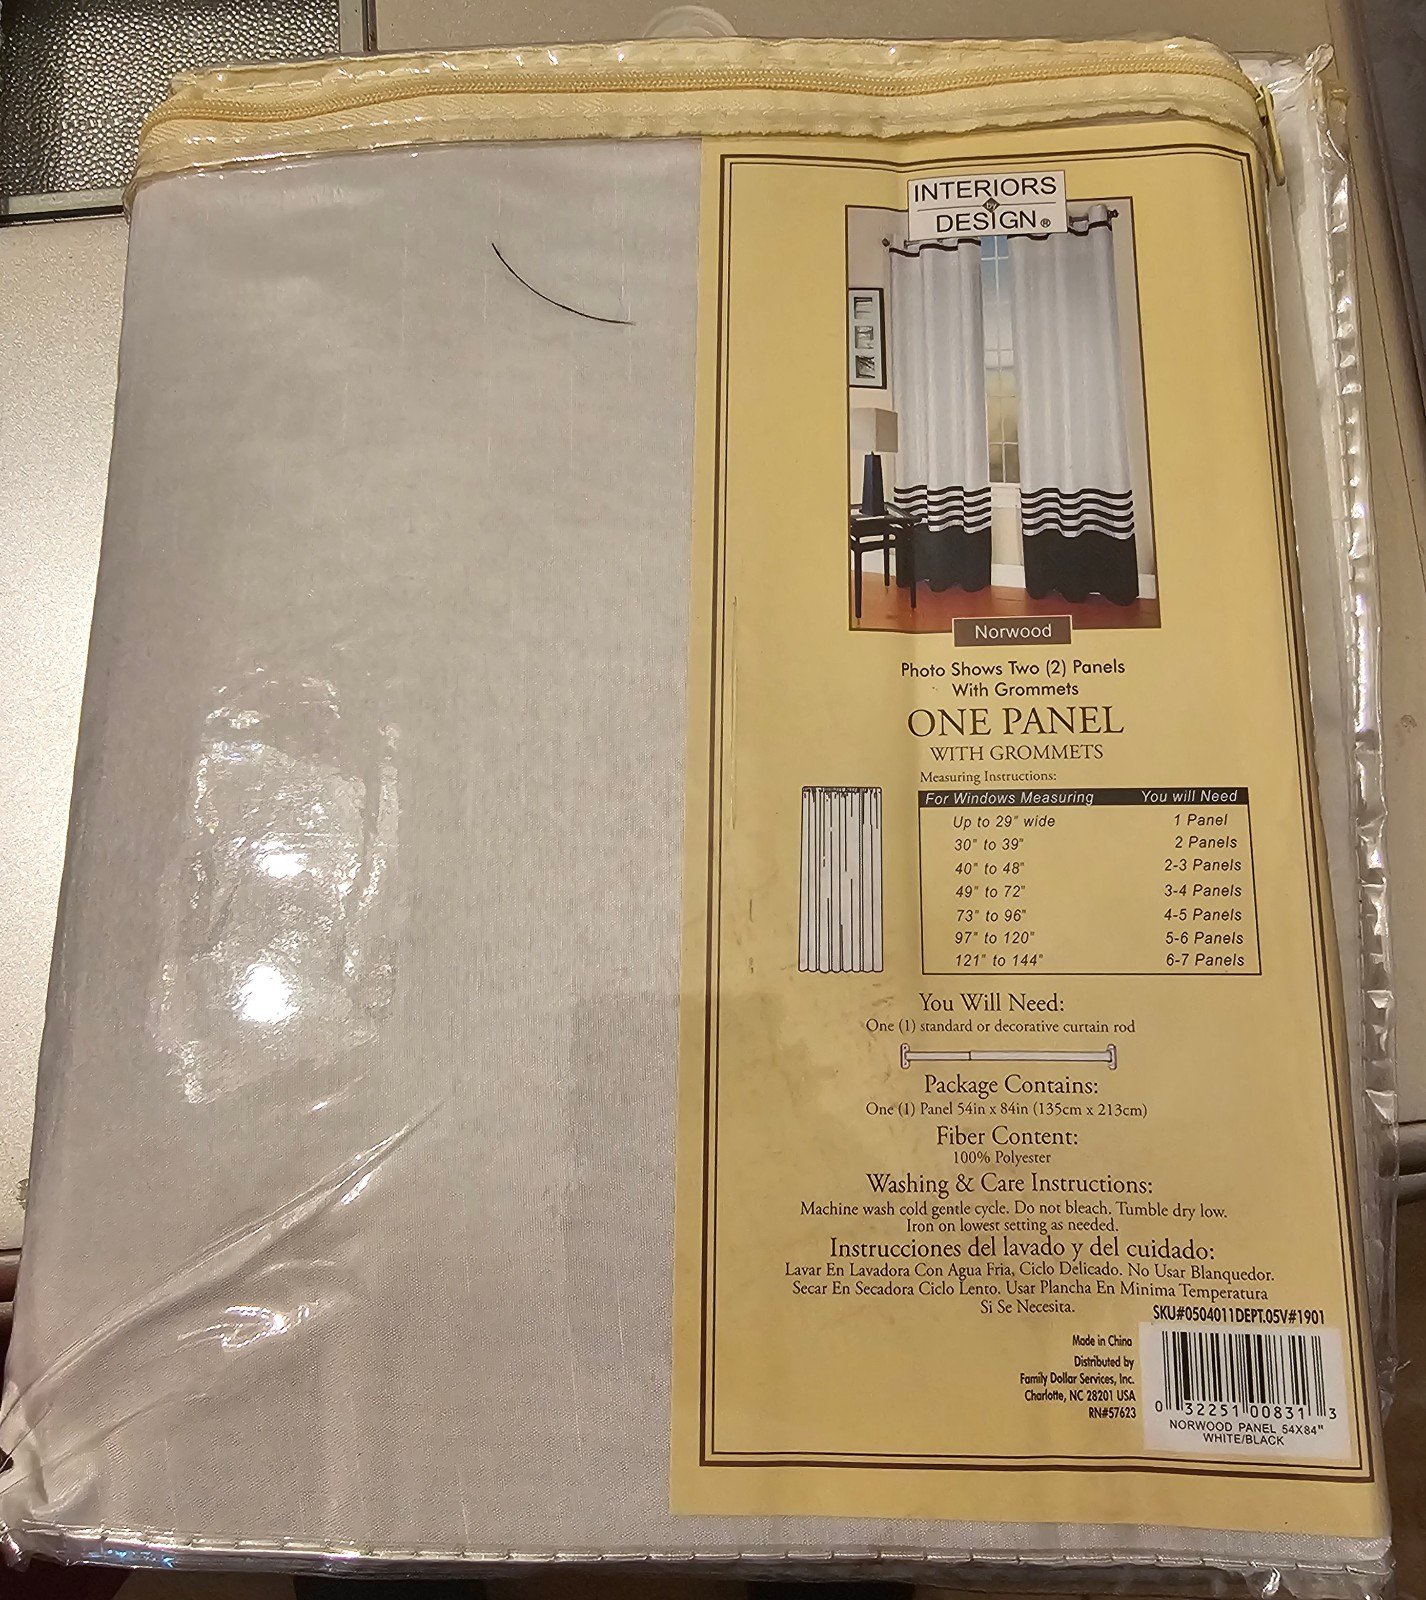 INTERIORS
by
DESIGN®
Norwood
Photo Shows Two (2) Panels
With Grommets
ONE PANEL
WITH GROMMETS
Measuring Instructions:
For Windows Measuring You will Need
Up to 29" wide 1 Panel
30" to 39" 2 Panels
40" to 48" 2-3 Panels
49" to 72" 3-4 Panels
73" to 96" 4-5 Panels
97" to 120" 5-6 Panels
121" to 144" 6-7 Panels
You Will Need:
One (1) standard or decorative curtain rod
Package Contains:
One (1) Panel 54in x 84in (135cm x 213cm)
Fiber Content:
100% Polyester
Washing & Care Instructions:
Machine wash cold gentle cycle. Do not bleach. Tumble dry low.
Iron on lowest setting as needed.
Instrucciones del lavado y del cuidado:
Lavar En Lavadora Con Agua Fria, Ciclo Delicado. No Usar Blanquedor.
Secar En Secadora Ciclo Lento. Usar Plancha En Minima Temperatura
Si Se Necesita.
SKU#0504011DEPT.05V#1901
Made in China
Distributed by
Family Dollar Services, Inc.
Charlotte, NC 28201 USA
RN#57623
0 32251 00831 3
NORWOOD PANEL 54X84"
WHITE/BLACK